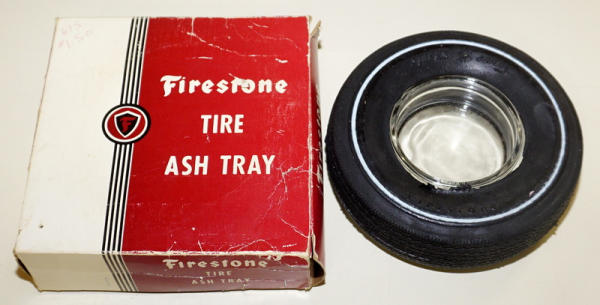 Firestone
TIRE
ASH TRAY
F
Firestone
TIRE
ASH TRAY